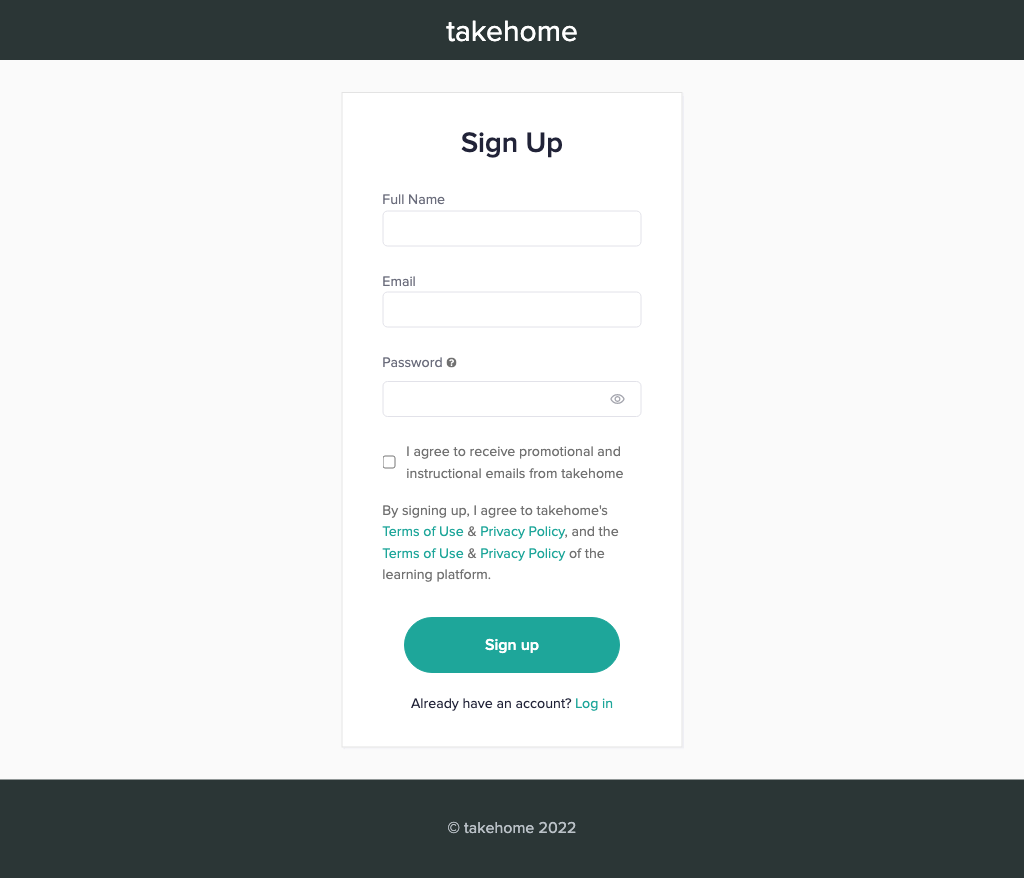 takehome
Sign Up
Full Name
Email
Password
I agree to receive promotional and
instructional emails from takehome
By signing up, I agree to takehome's
Terms of Use & Privacy Policy, and the
Terms of Use & Privacy Policy of the
learning platform.
Sign up
Already have an account? Log in
© takehome 2022